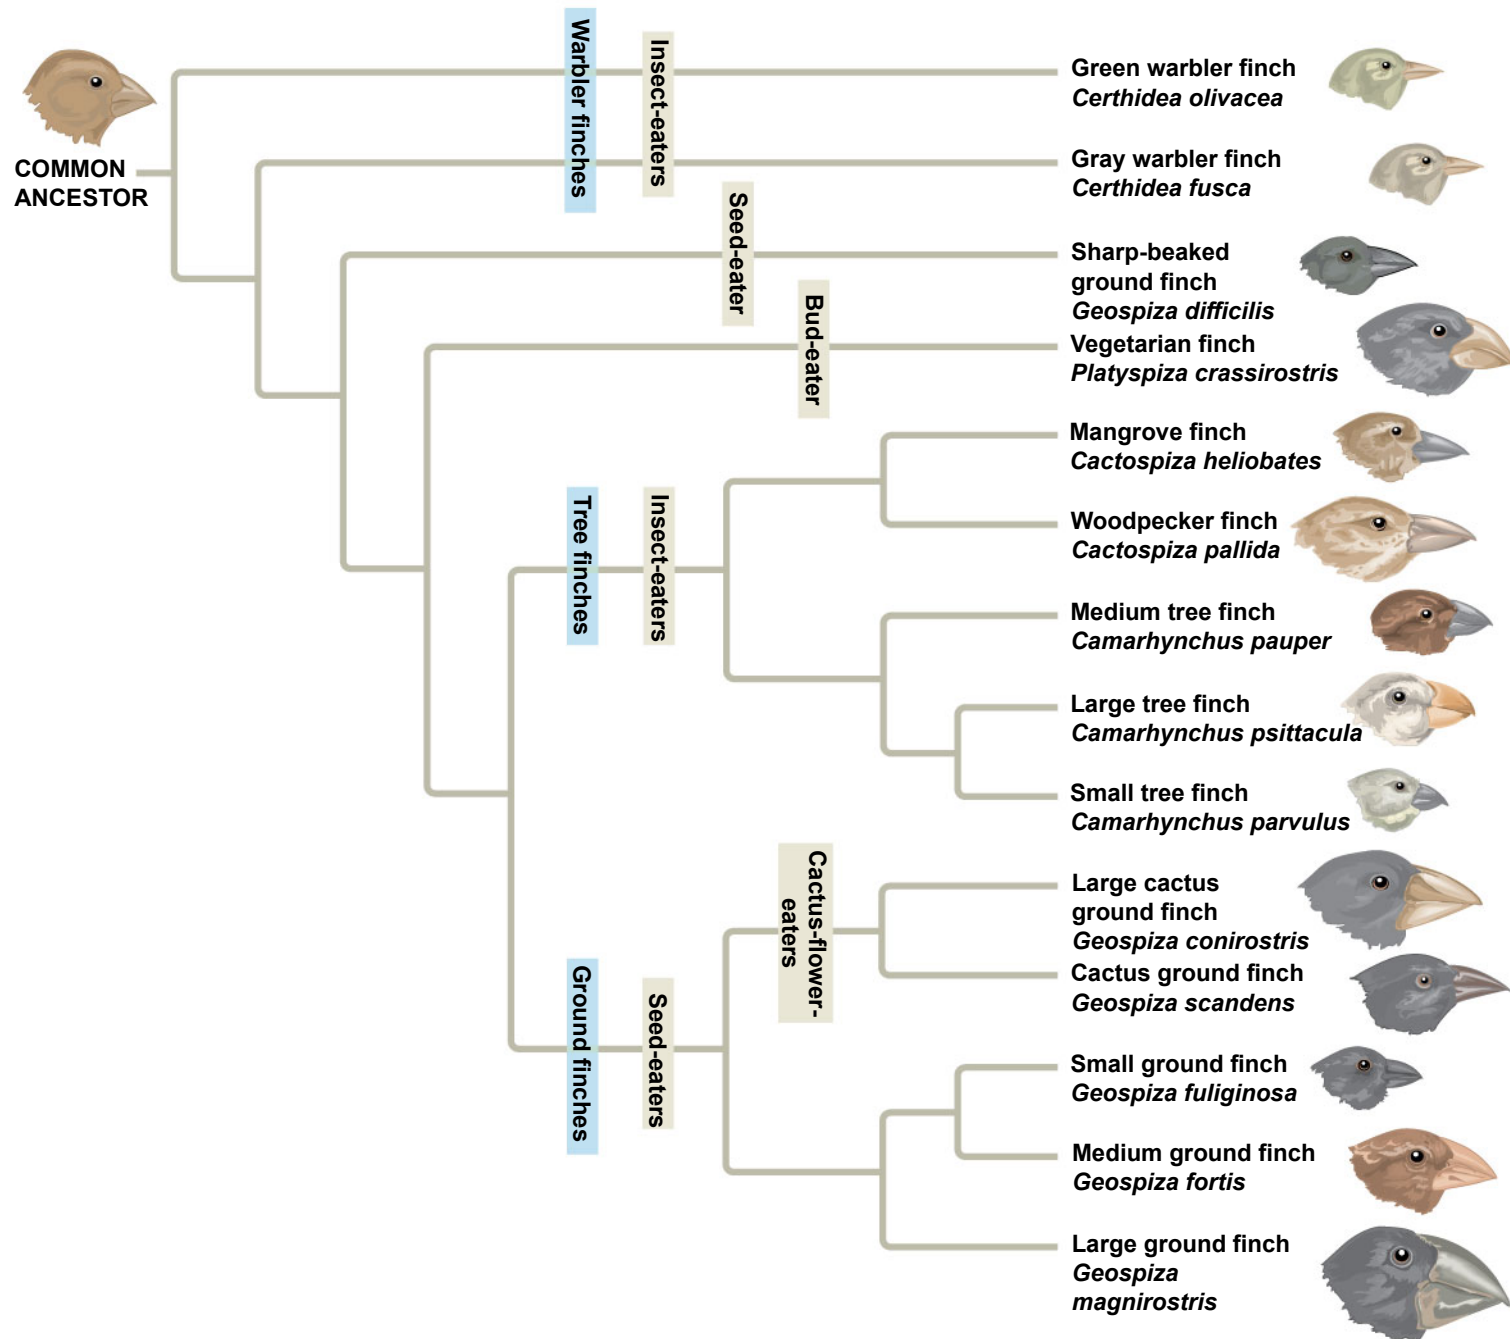 COMMON
ANCESTOR
Warbler finches
Insect-eaters
Green warbler finch
Certhidea olivacea
Gray warbler finch
Certhidea fusca
Seed-eater
Sharp-beaked
ground finch
Geospiza difficilis
Bud-eater
Vegetarian finch
Platyspiza crassirostris
Tree finches
Insect-eaters
Mangrove finch
Cactospiza heliobates
Woodpecker finch
Cactospiza pallida
Medium tree finch
Camarhynchus pauper
Large tree finch
Camarhynchus psittacula
Small tree finch
Camarhynchus parvulus
Ground finches
Seed-eaters
Cactus-flower-
eaters
Large cactus
ground finch
Geospiza conirostris
Cactus ground finch
Geospiza scandens
Small ground finch
Geospiza fuliginosa
Medium ground finch
Geospiza fortis
Large ground finch
Geospiza
magnirostris